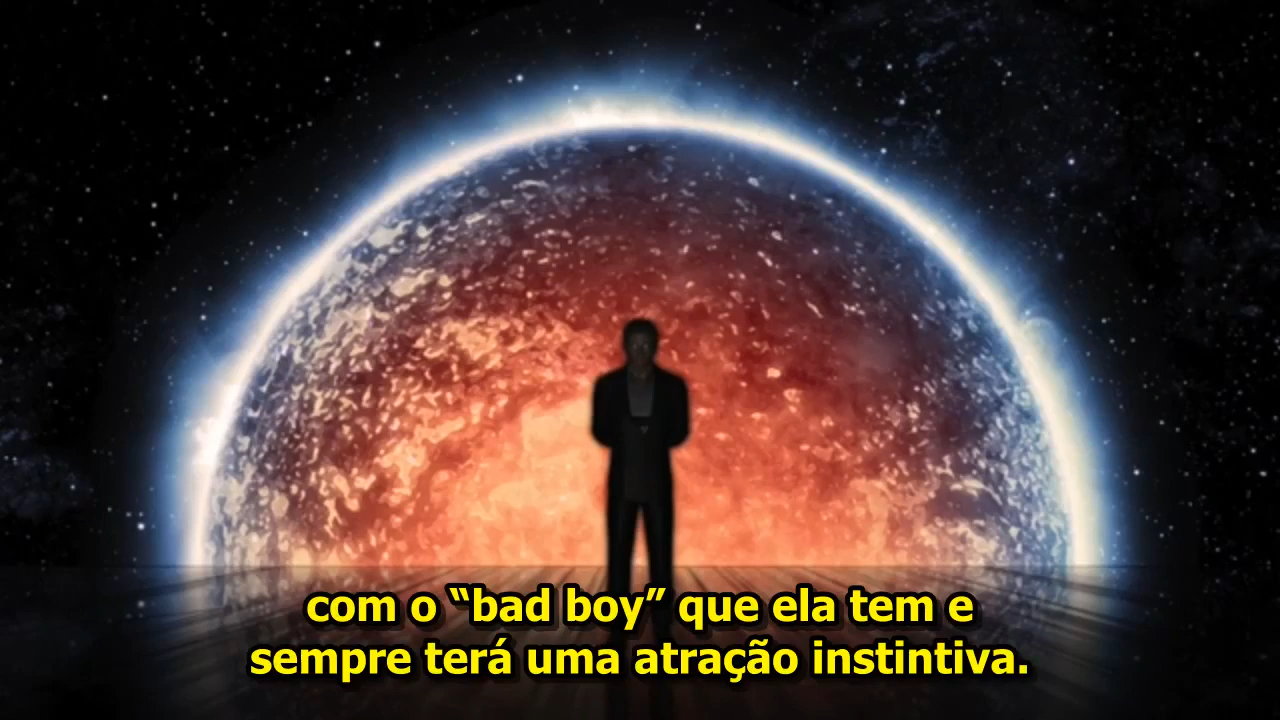 com o “bad boy” que ela tem e
sempre terá uma atração instintiva.